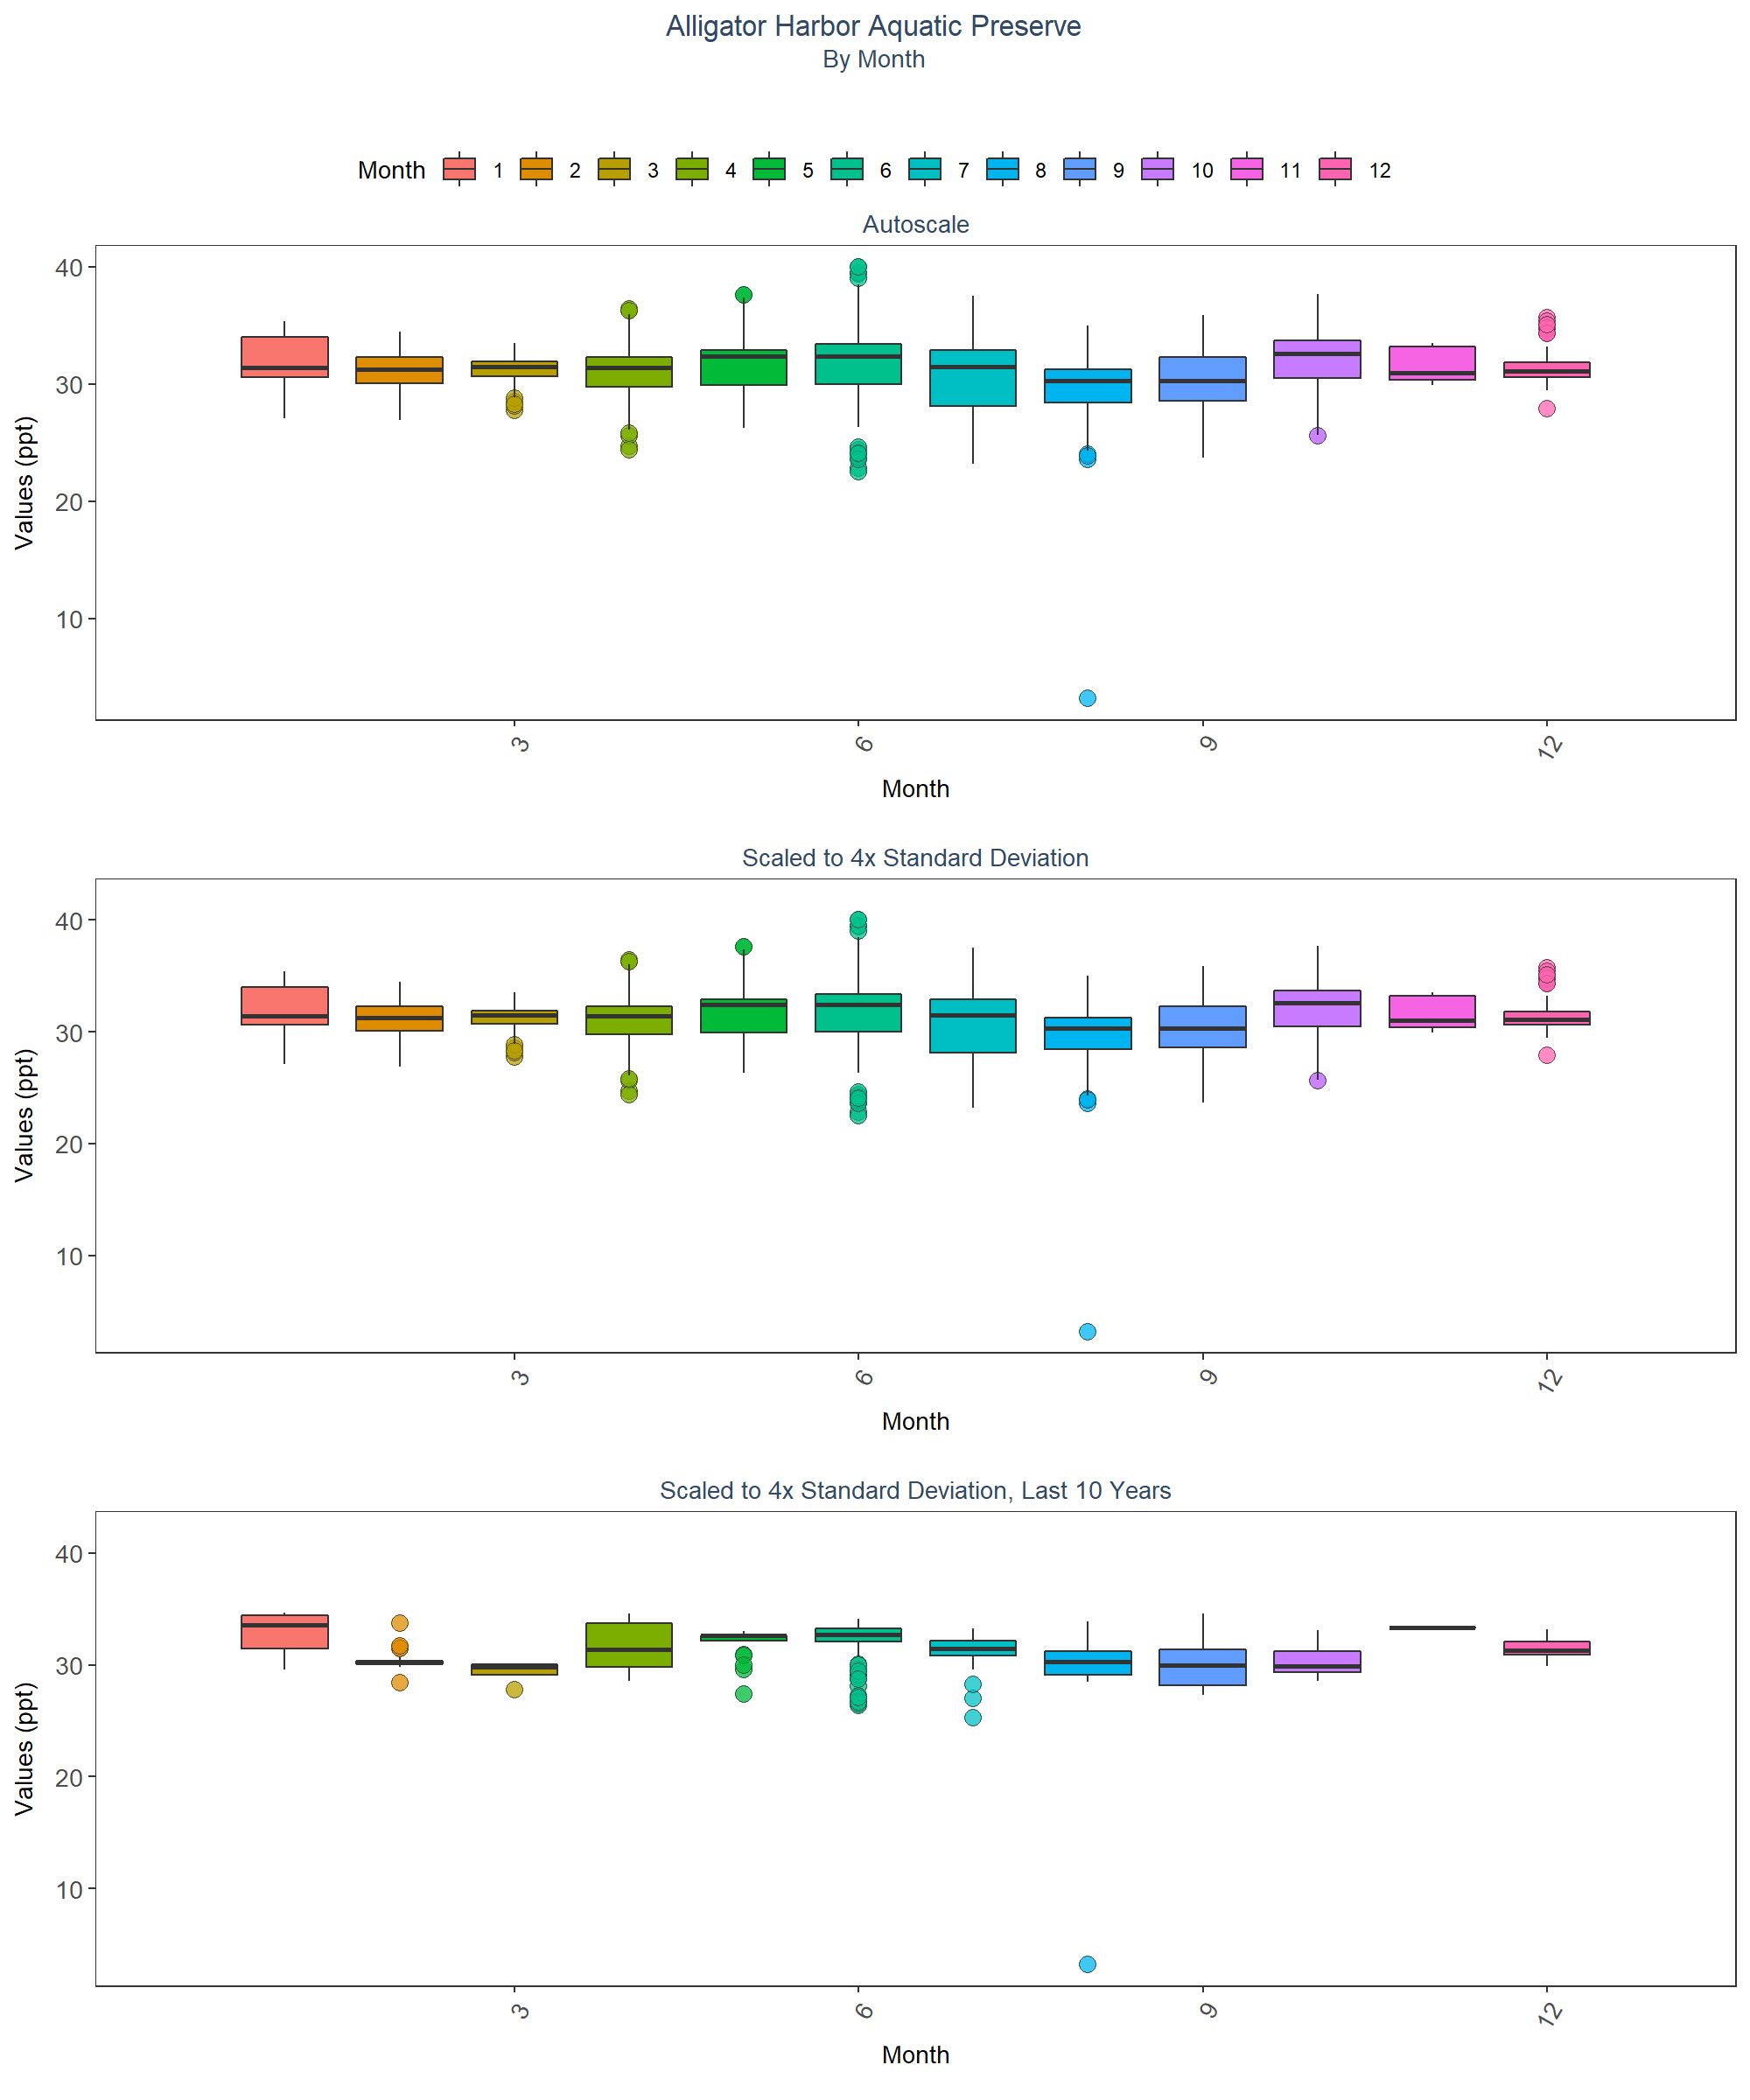 Alligator Harbor Aquatic Preserve
By Month
Month 1 2 3 4 5 6 7 8 9 10 11 12
Autoscale
Values (ppt)
40
30
20
10
3 6 9 12
Month
Scaled to 4x Standard Deviation
Values (ppt)
40
30
20
10
3 6 9 12
Month
Scaled to 4x Standard Deviation, Last 10 Years
Values (ppt)
40
30
20
10
3 6 9 12
Month